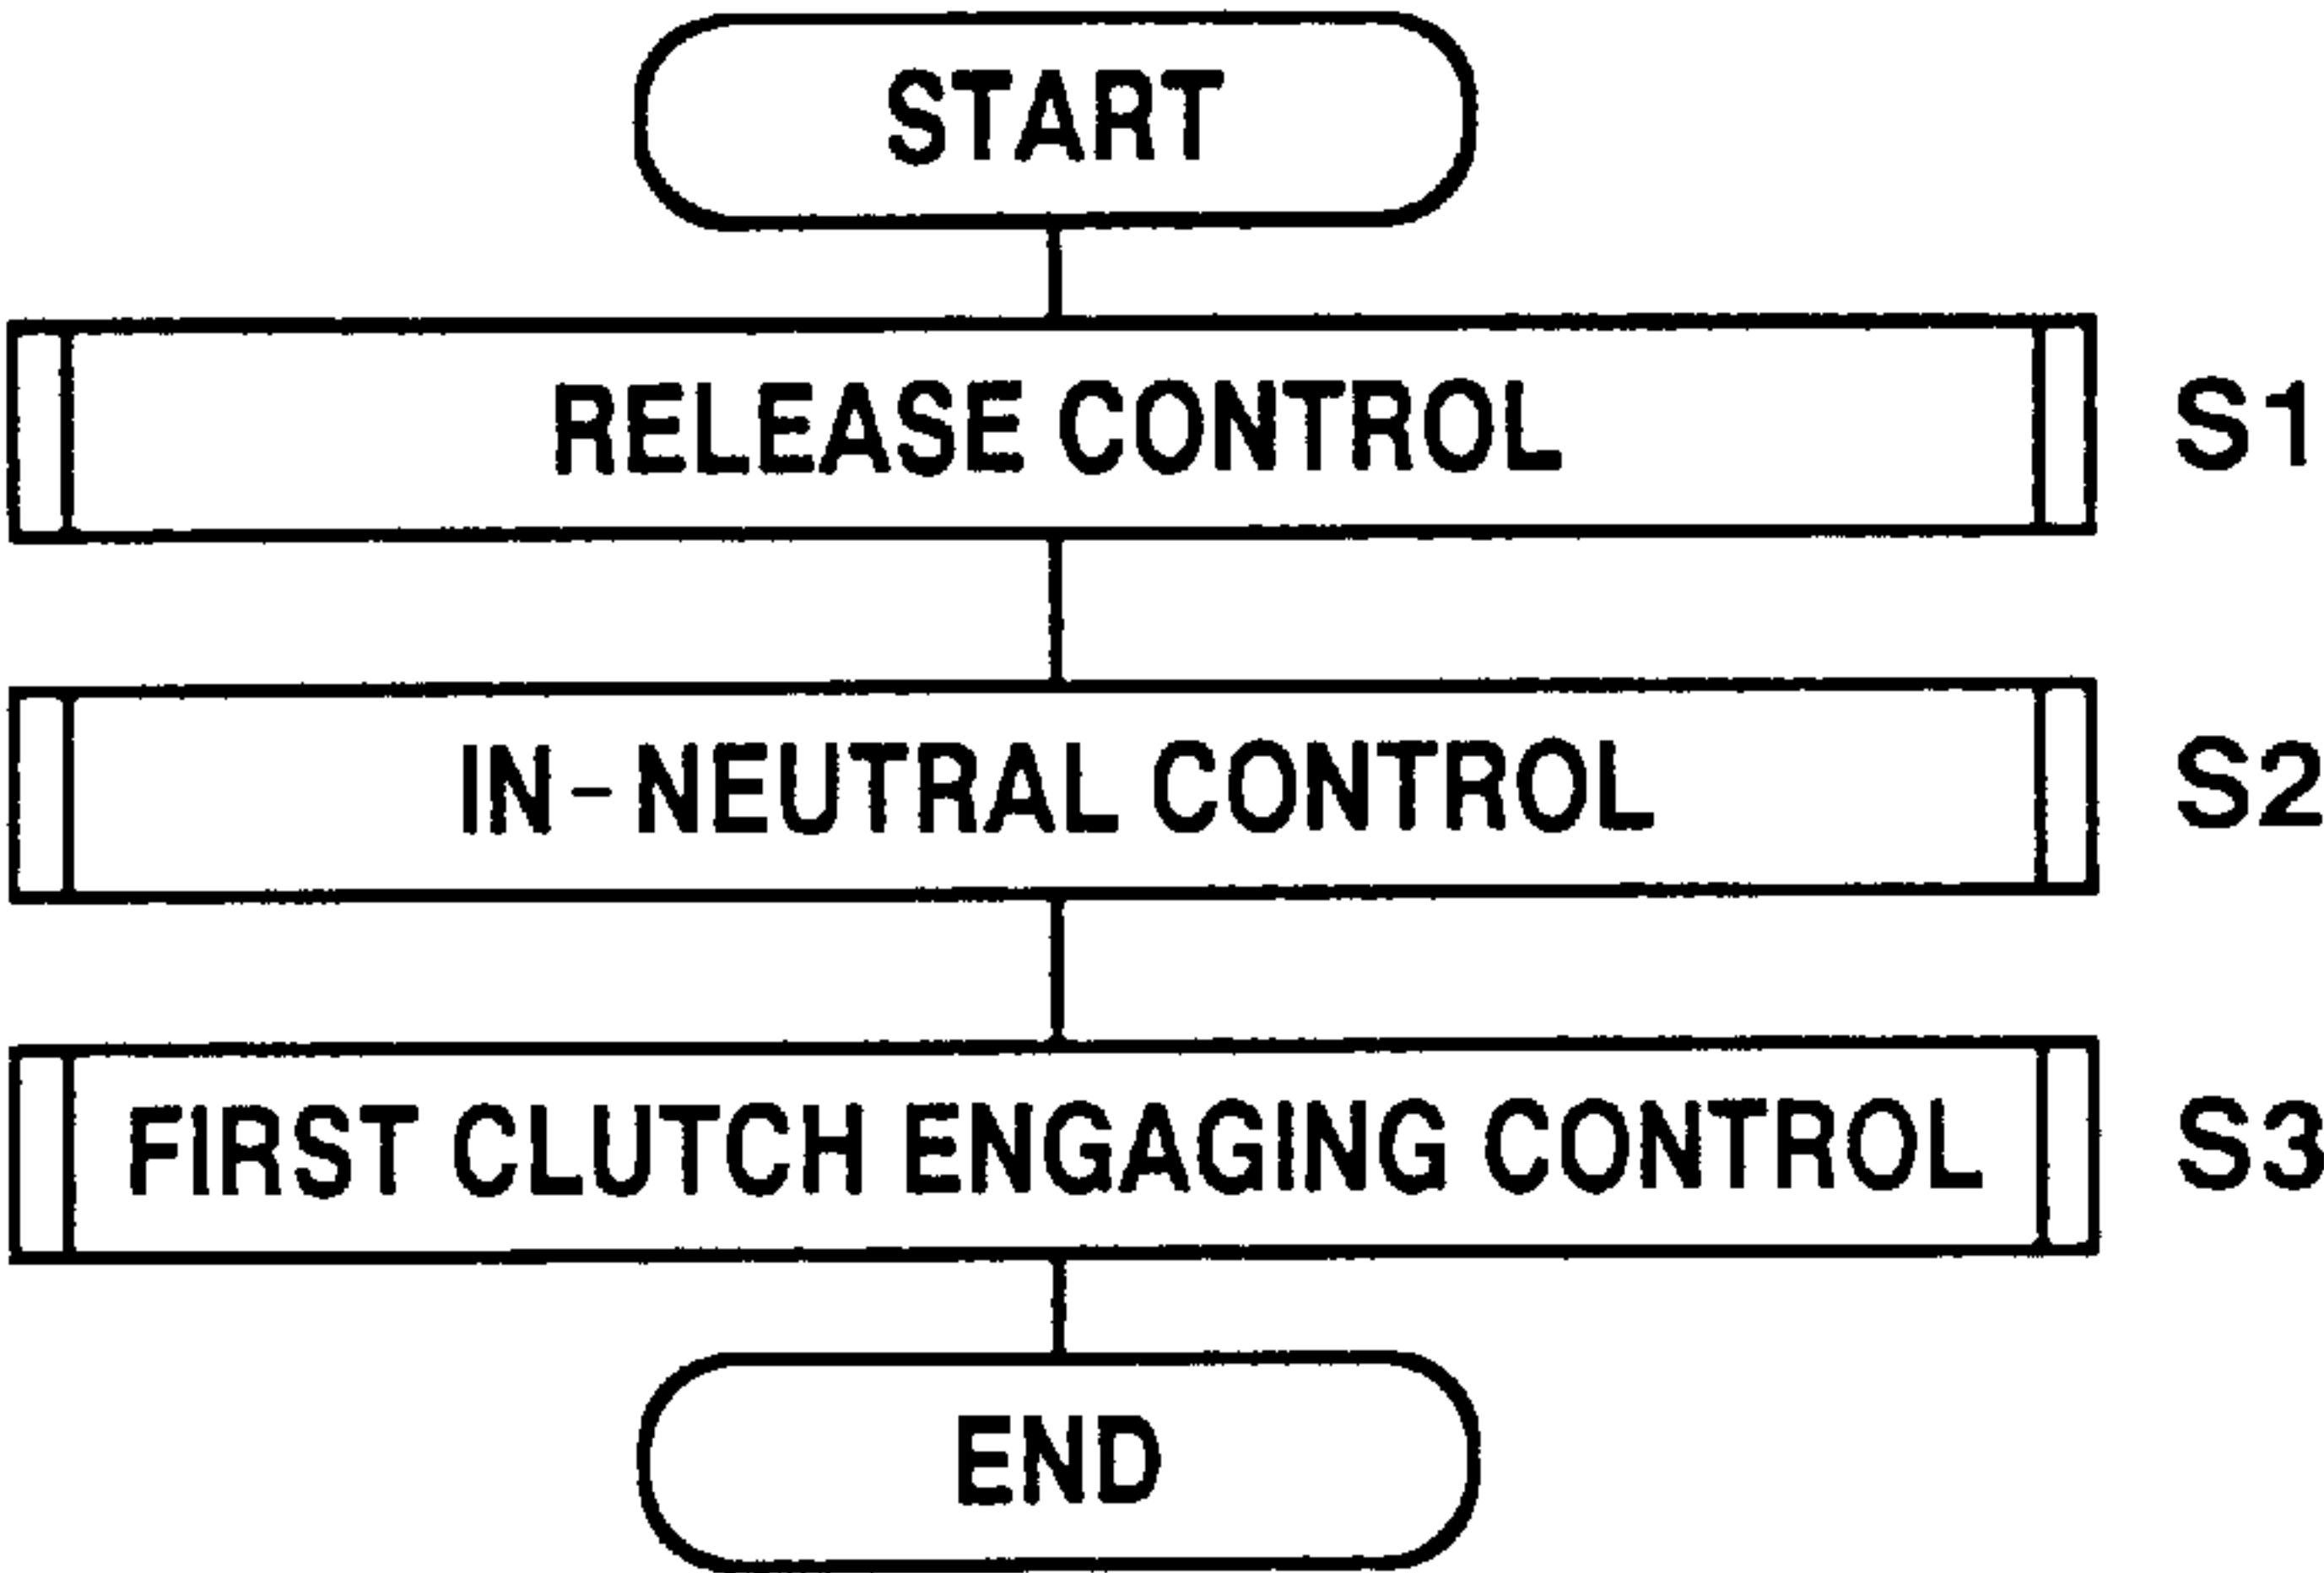 START
RELEASE CONTROL S1
IN-NEUTRAL CONTROL S2
FIRST CLUTCH ENGAGING CONTROL S3
END